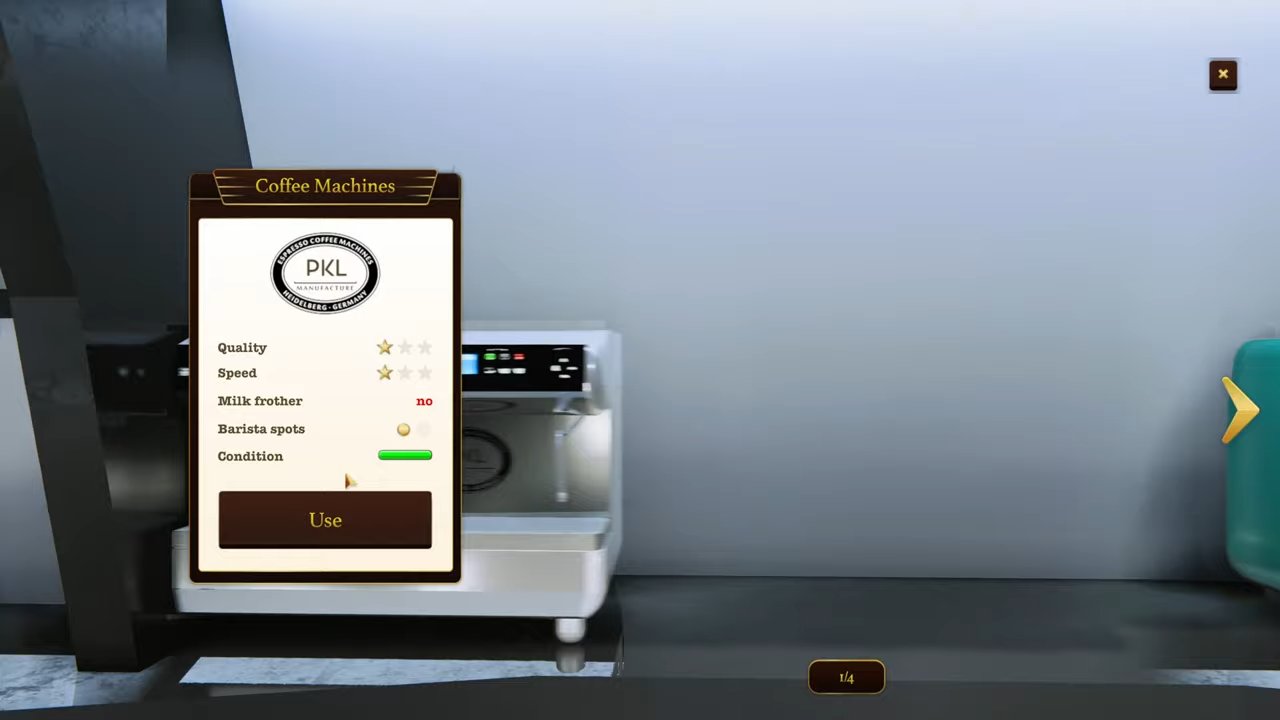 Coffee Machines
ESPRESSO COFFEE MACHINES
PKL
MANUFACTURE
HEIDELBERG - GERMANY
Quality
Speed
Milk frother no
Barista spots
Condition
Use
1/4